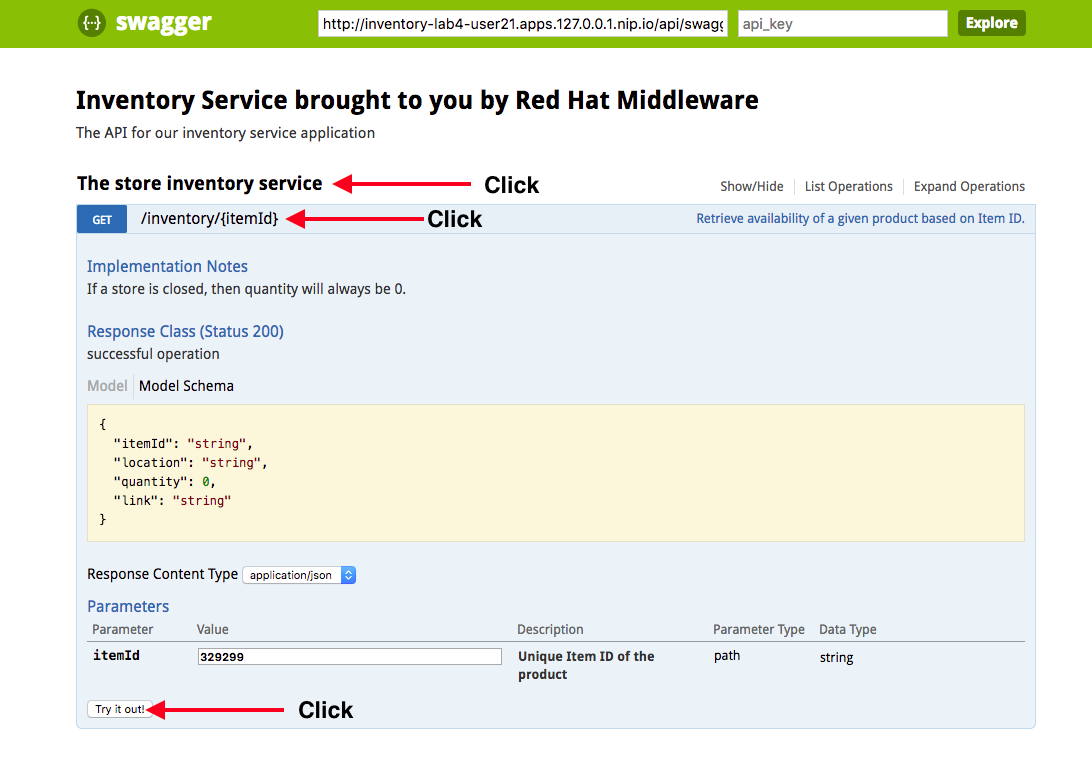 {··} swagger http://inventory-lab4-user21.apps.127.0.0.1.nip.io/api/swagg api_key Explore
Inventory Service brought to you by Red Hat Middleware
The API for our inventory service application
The store inventory service Click Show/Hide List Operations Expand Operations
GET /inventory/{itemId} Click Retrieve availability of a given product based on Item ID.
Implementation Notes
If a store is closed, then quantity will always be 0.
Response Class (Status 200)
successful operation
Model Model Schema
{
"itemId": "string",
"location": "string",
"quantity": 0,
"link": "string"
}
Response Content Type application/json
Parameters
Parameter Value Description Parameter Type Data Type
itemId 329299 Unique Item ID of the path string
product
Try it out! Click